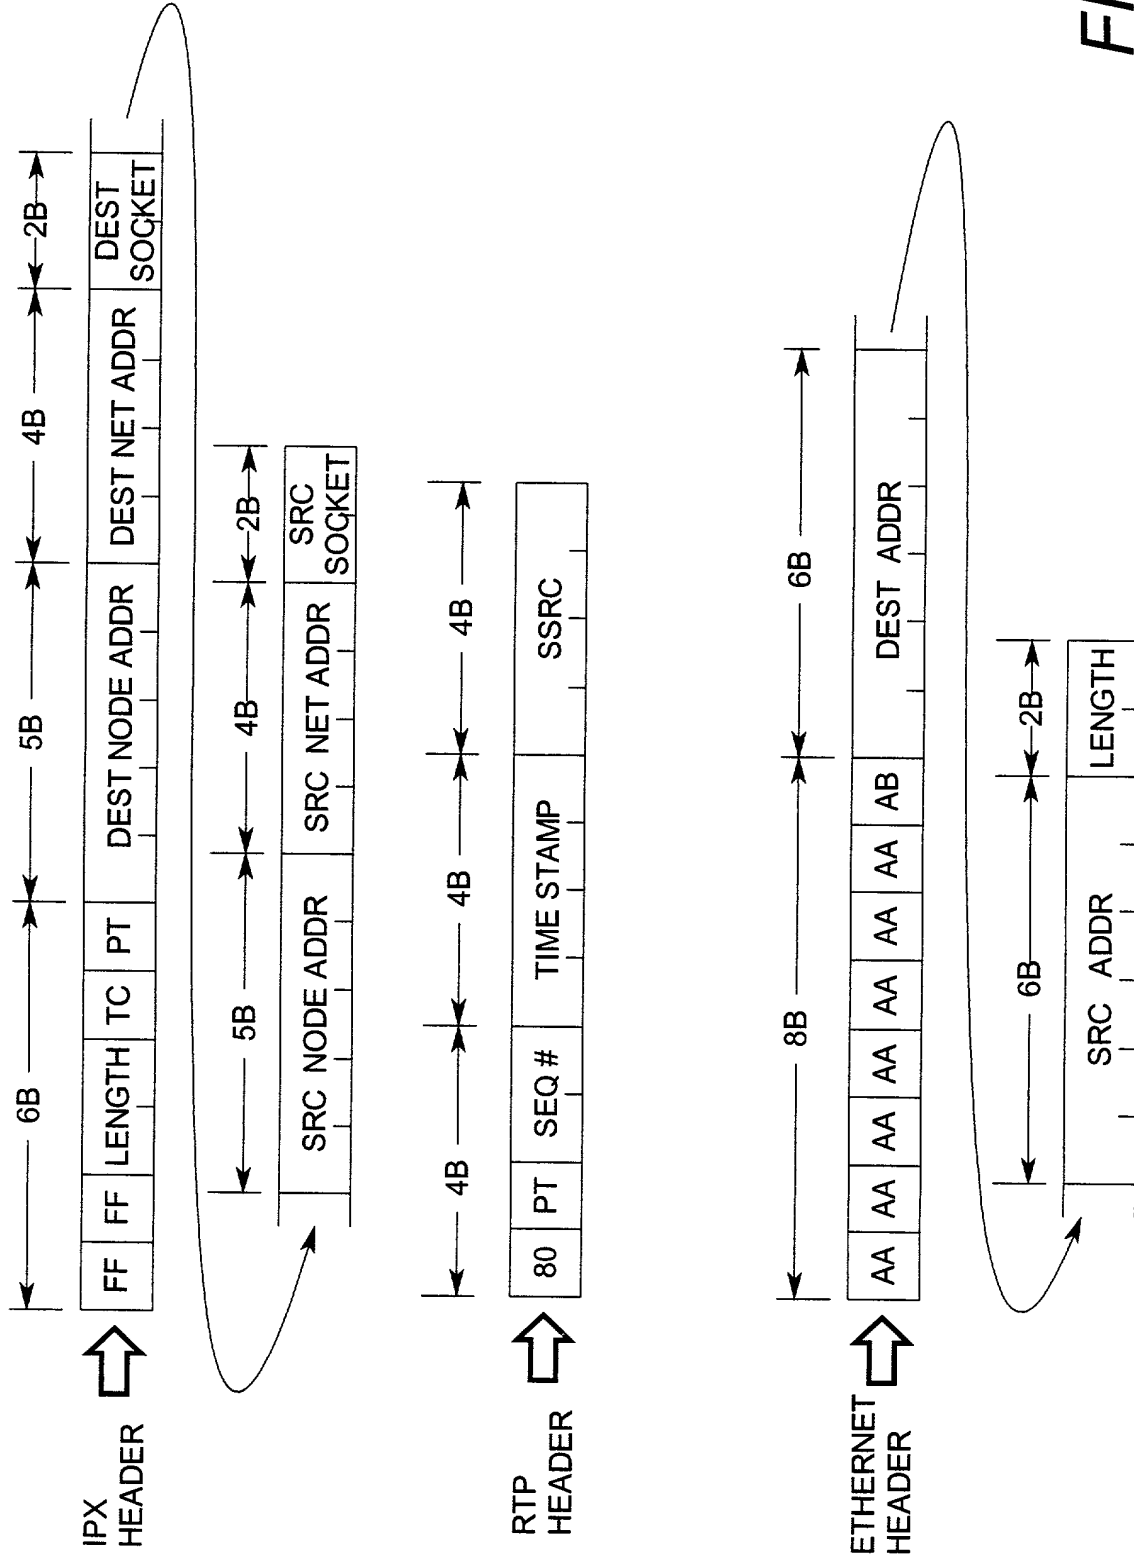 6B 5B 4B 2B
IPX
HEADER
FF FF LENGTH TC PT DEST NODE ADDR DEST NET ADDR DEST
SOCKET
5B 4B 2B
SRC NODE ADDR SRC NET ADDR SRC
SOCKET
4B 4B 4B
RTP
HEADER
80 PT SEQ # TIME STAMP SSRC
8B 6B
ETHERNET
HEADER
AA AA AA AA AA AA AA AB DEST ADDR
6B 2B
SRC ADDR LENGTH